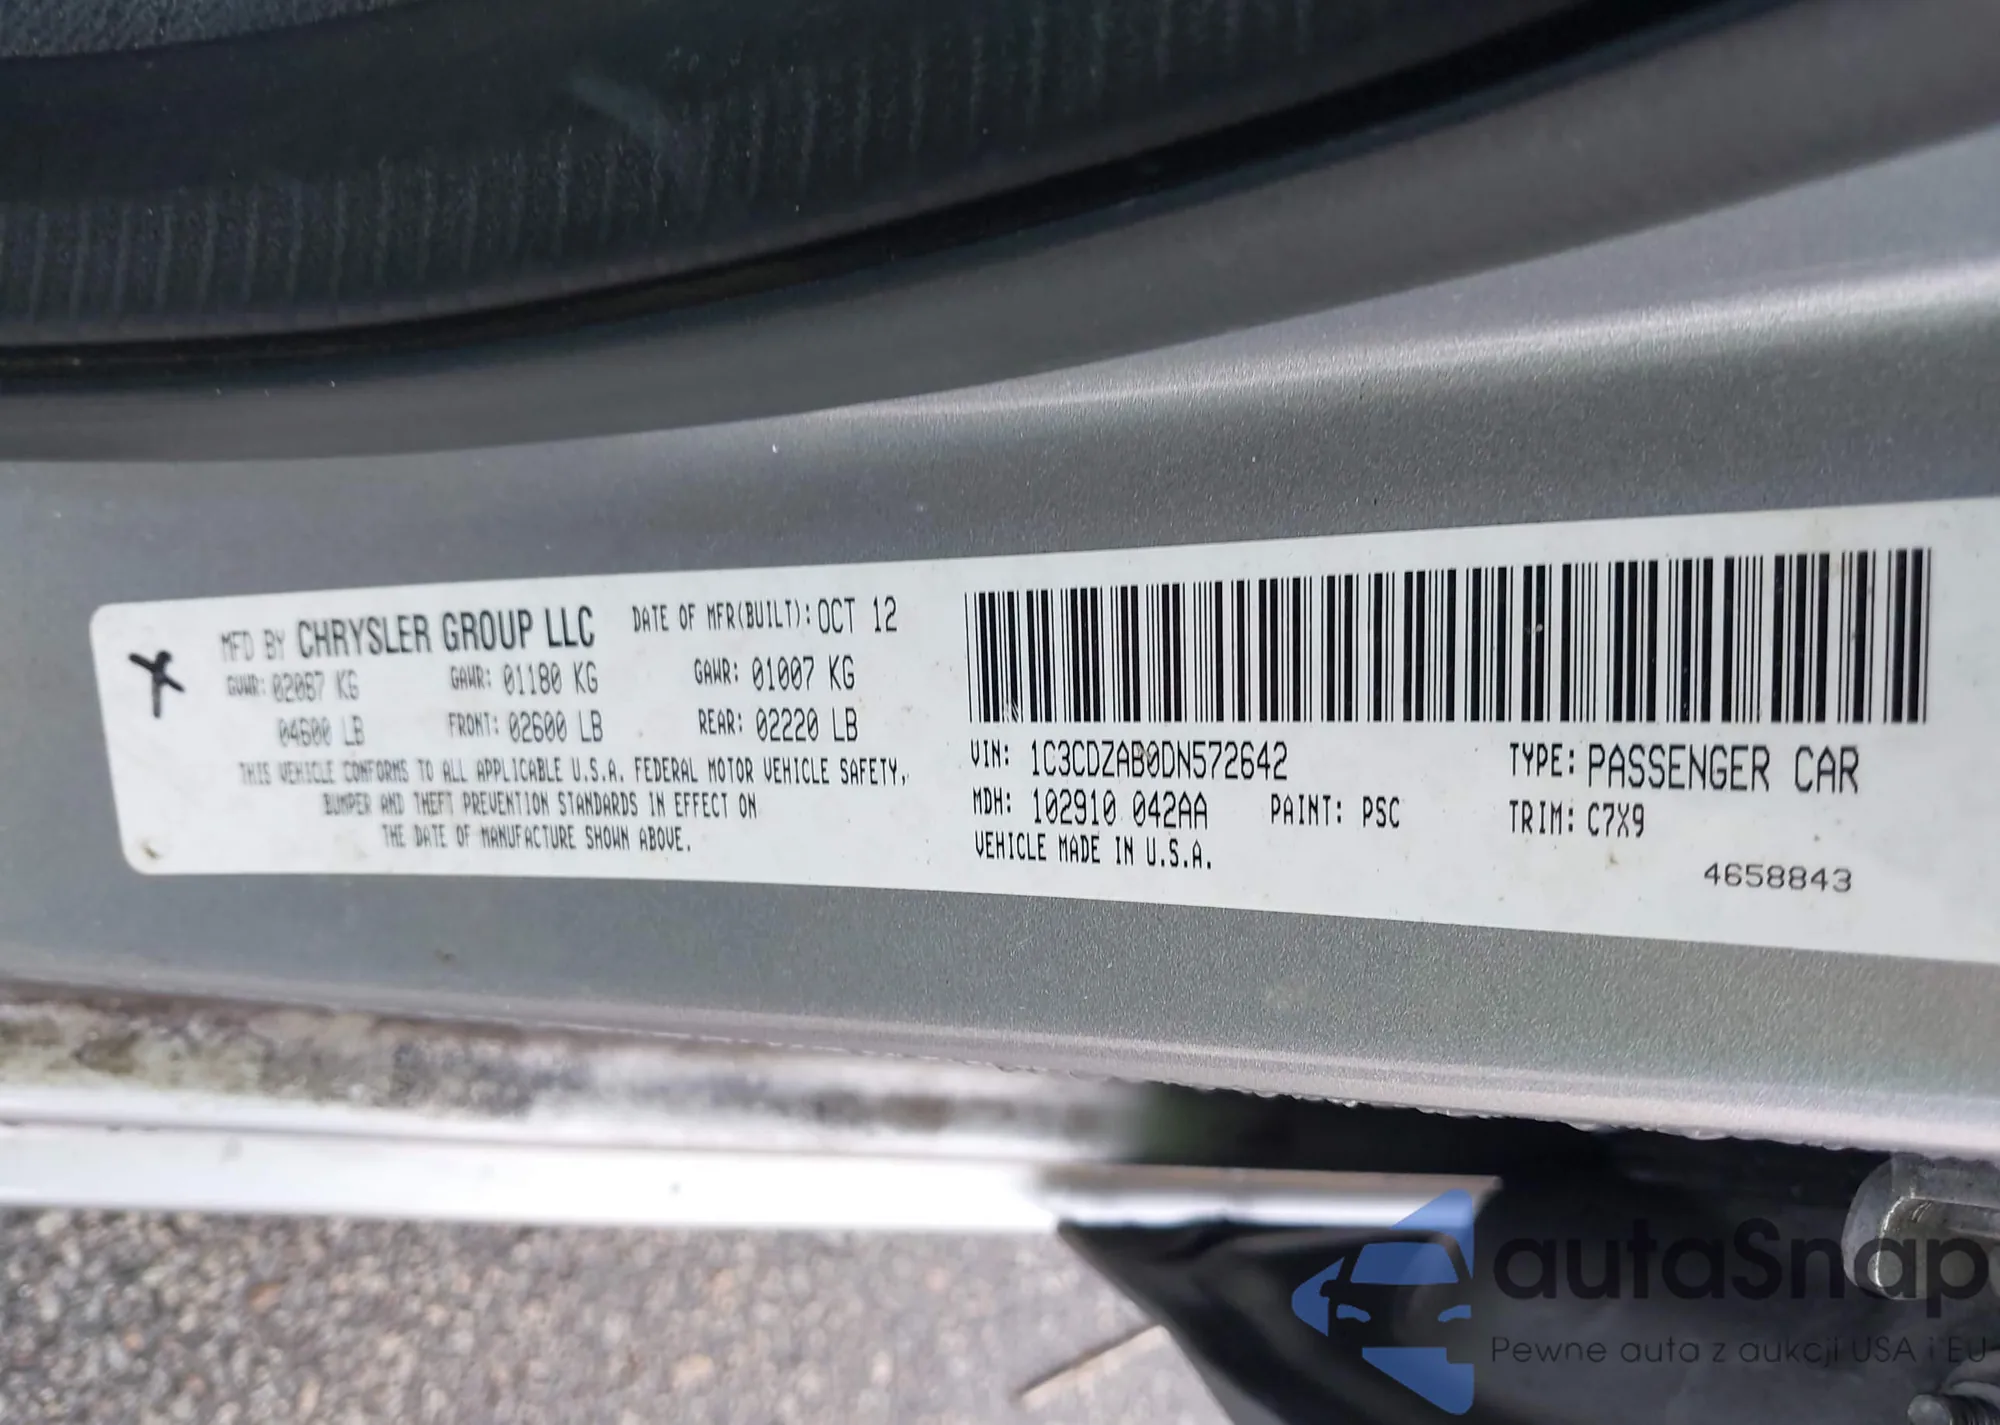 MFD BY CHRYSLER GROUP LLC DATE OF MFR(BUILT): OCT 12
GVWR: 02087 KG GAWR: 01180 KG GAWR: 01007 KG
04600 LB FRONT: 02600 LB REAR: 02220 LB
THIS VEHICLE CONFORMS TO ALL APPLICABLE U.S.A. FEDERAL MOTOR VEHICLE SAFETY,
BUMPER AND THEFT PREVENTION STANDARDS IN EFFECT ON
THE DATE OF MANUFACTURE SHOWN ABOVE.
VIN: 1C3CDZAB0DN572642 TYPE: PASSENGER CAR
MDH: 102910 042AA PAINT: PSC TRIM: C7X9
VEHICLE MADE IN U.S.A.
4658843
autaSnap
Pewne auta z aukcji USA i EU